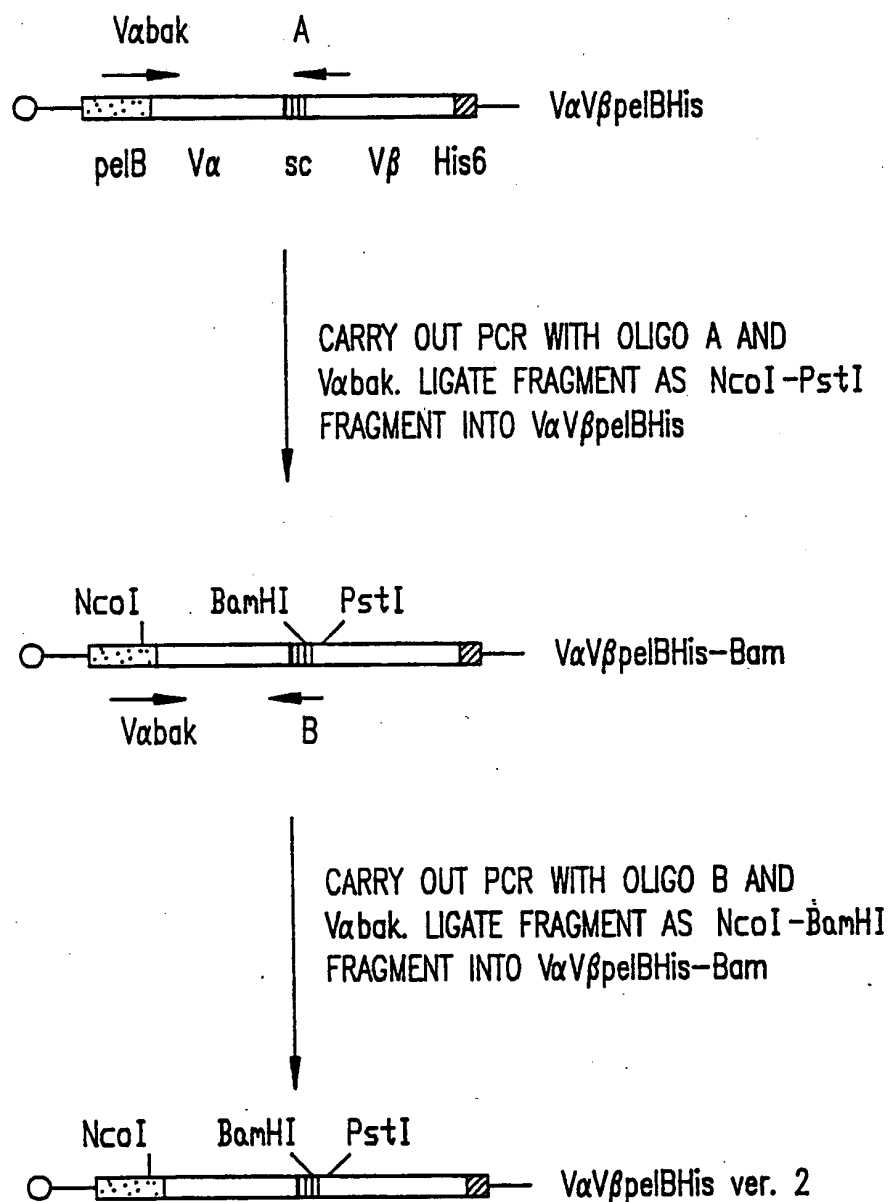 Vαbak A
VαVβpelBHis
pelB Vα sc Vβ His6
CARRY OUT PCR WITH OLIGO A AND
Vαbak. LIGATE FRAGMENT AS NcoI-PstI
FRAGMENT INTO VαVβpelBHis
NcoI BamHI PstI
VαVβpelBHis-Bam
Vαbak B
CARRY OUT PCR WITH OLIGO B AND
Vαbak. LIGATE FRAGMENT AS NcoI-BamHI
FRAGMENT INTO VαVβpelBHis-Bam
NcoI BamHI PstI
VαVβpelBHis ver. 2